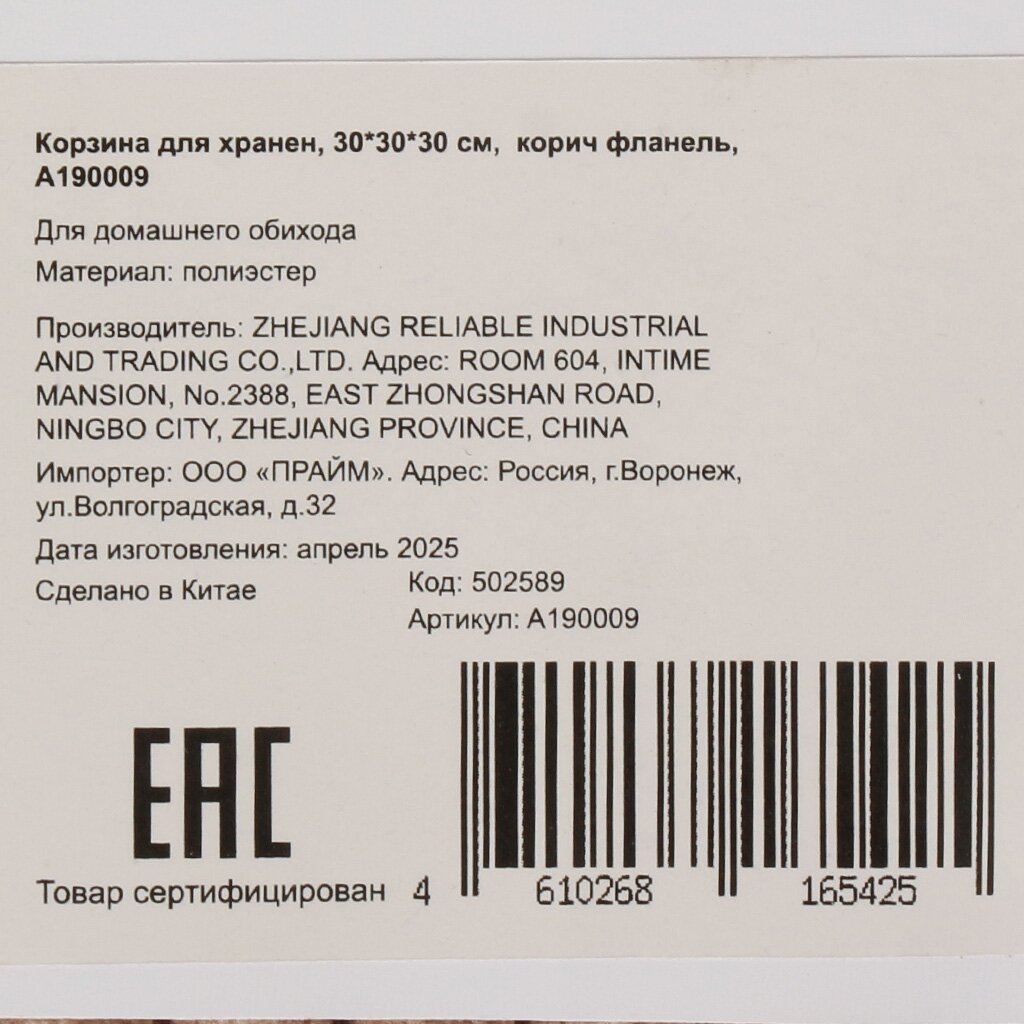 Корзина для хранен, 30*30*30 см, корич фланель,
А190009
Для домашнего обихода
Материал: полиэстер
Производитель: ZHEJIANG RELIABLE INDUSTRIAL
AND TRADING CO.,LTD. Адрес: ROOM 604, INTIME
MANSION, No.2388, EAST ZHONGSHAN ROAD,
NINGBO CITY, ZHEJIANG PROVINCE, CHINA
Импортер: ООО «ПРАЙМ». Адрес: Россия, г.Воронеж,
ул.Волгоградская, д.32
Дата изготовления: апрель 2025
Сделано в Китае
Код: 502589
Артикул: А190009
EAC
Товар сертифицирован
4 610268 165425